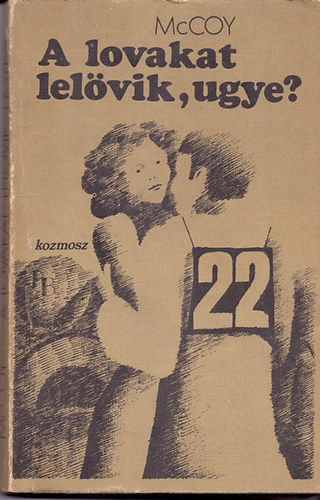 McCOY
A lovakat
lelövik, ugye?
kozmosz
22